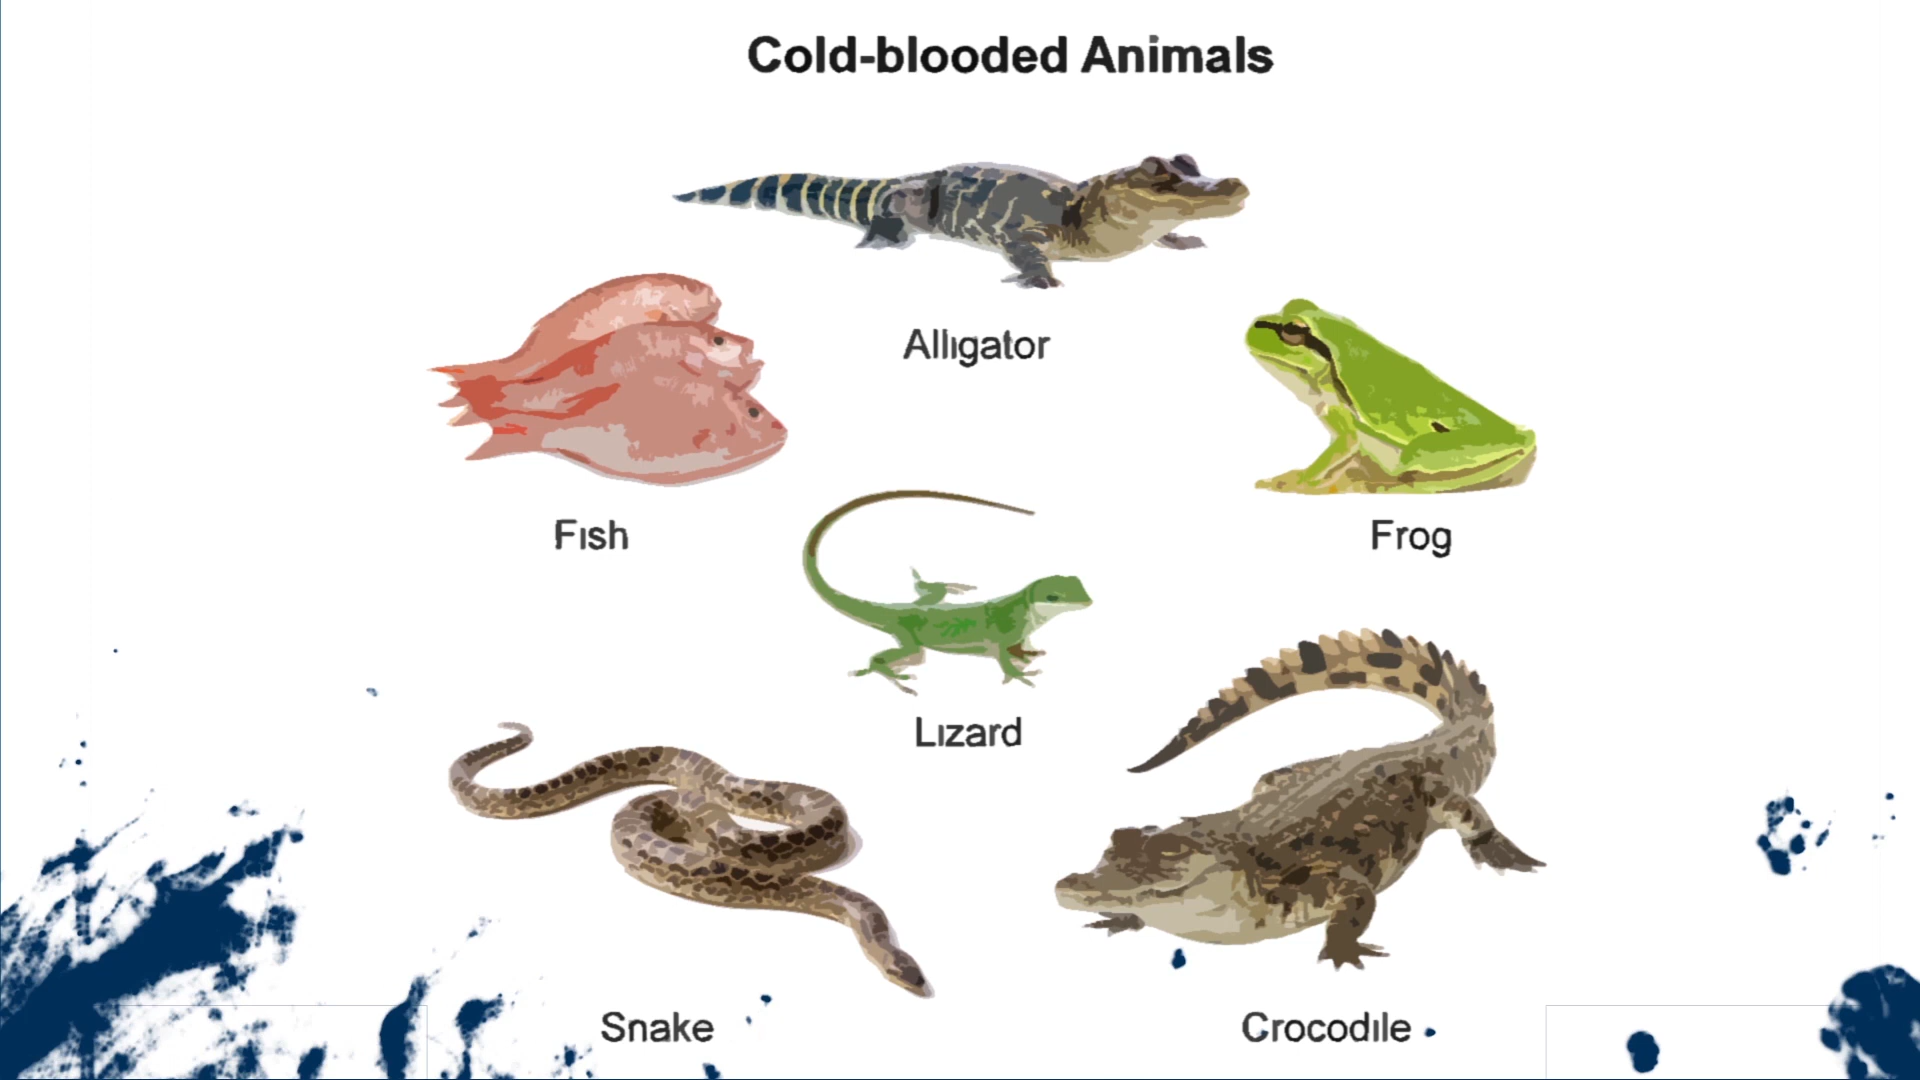 Cold-blooded Animals
Alligator
Fish
Frog
Lizard
Snake
Crocodile